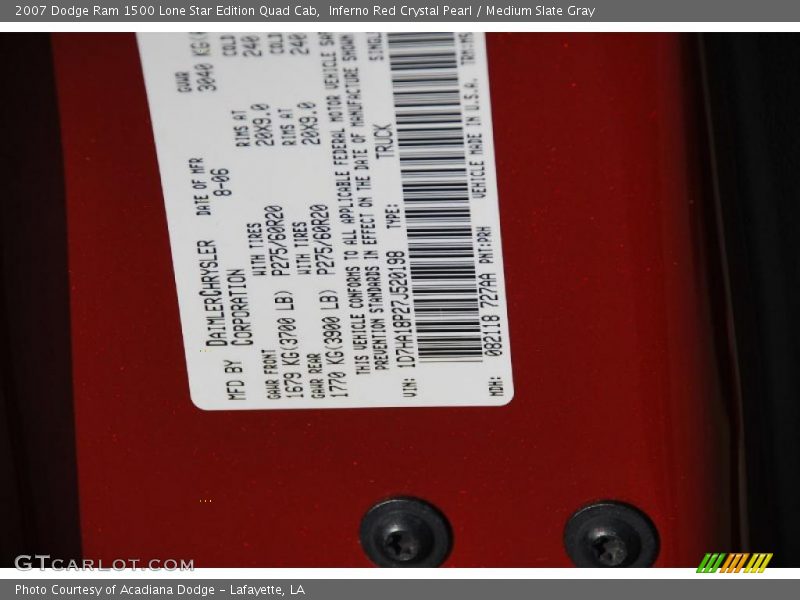 2007 Dodge Ram 1500 Lone Star Edition Quad Cab, Inferno Red Crystal Pearl / Medium Slate Gray
MFD BY DAIMLERCHRYSLER CORPORATION
DATE OF MFR 8-06
GVWR 3040 KG
GAWR FRONT 1679 KG(3700 LB)
WITH TIRES P275/60R20
RIMS AT 20X9.0
COLD 240
GAWR REAR 1770 KG(3900 LB)
WITH TIRES P275/60R20
RIMS AT 20X9.0
COLD 240
THIS VEHICLE CONFORMS TO ALL APPLICABLE FEDERAL MOTOR VEHICLE
PREVENTION STANDARDS IN EFFECT ON THE DATE OF MANUFACTURE SHOWN
VIN: 1D7HA18P27J520198 TYPE: TRUCK
VEHICLE MADE IN U.S.A.
MDH: 082118 727AA PNT:PRH
GTCARLOT.COM
Photo Courtesy of Acadiana Dodge - Lafayette, LA